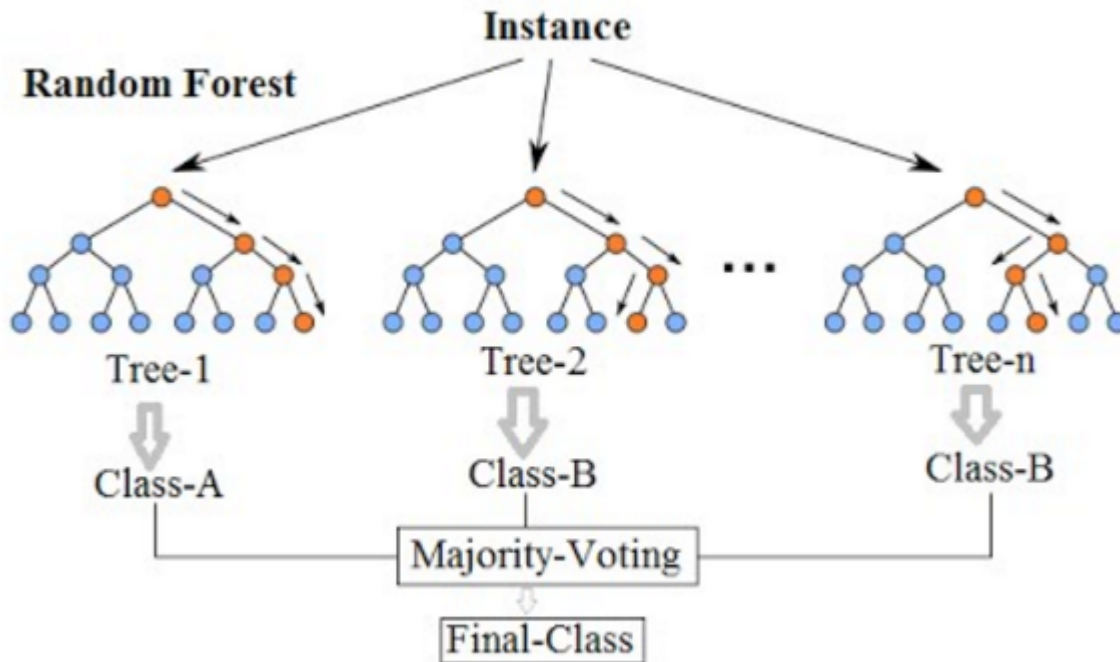 Instance
Random Forest
...
Tree-1
Tree-2
Tree-n
Class-A
Class-B
Class-B
Majority-Voting
Final-Class